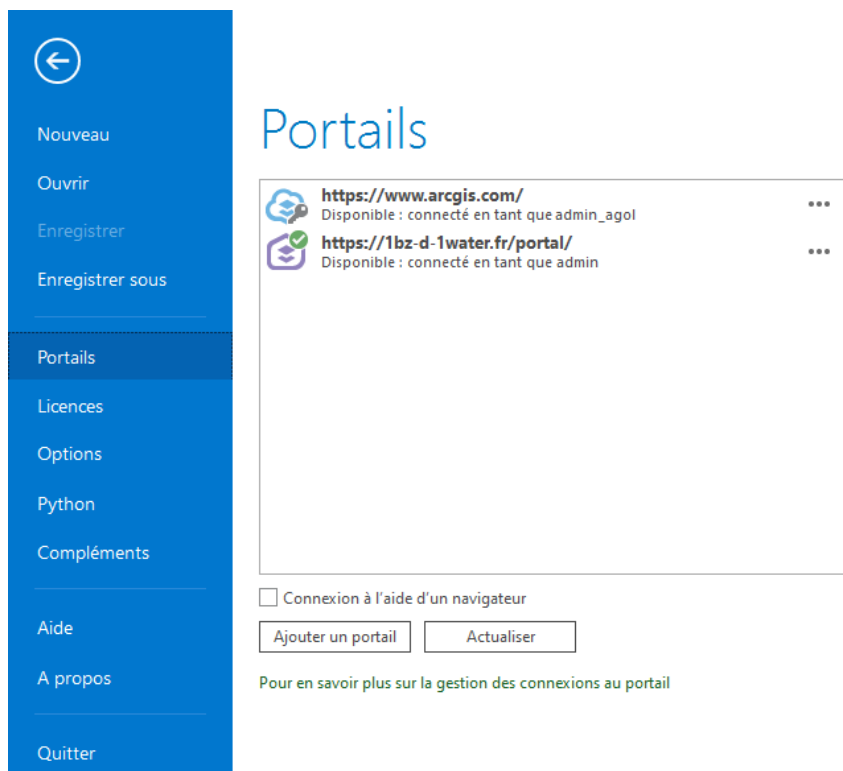 Nouveau
Ouvrir
Enregistrer
Enregistrer sous
Portails
Licences
Options
Python
Compléments
Aide
A propos
Quitter
Portails
https://www.arcgis.com/
Disponible : connecté en tant que admin_agol
https://1bz-d-1water.fr/portal/
Disponible : connecté en tant que admin
Connexion à l'aide d'un navigateur
Ajouter un portail
Actualiser
Pour en savoir plus sur la gestion des connexions au portail